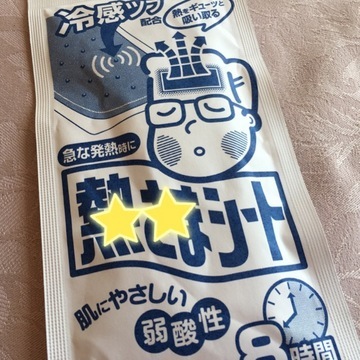 冷感ツブ
配合
熱をギューッと
吸い取る
急な発熱時に
熱さまシート
肌にやさしい
弱酸性
8時間